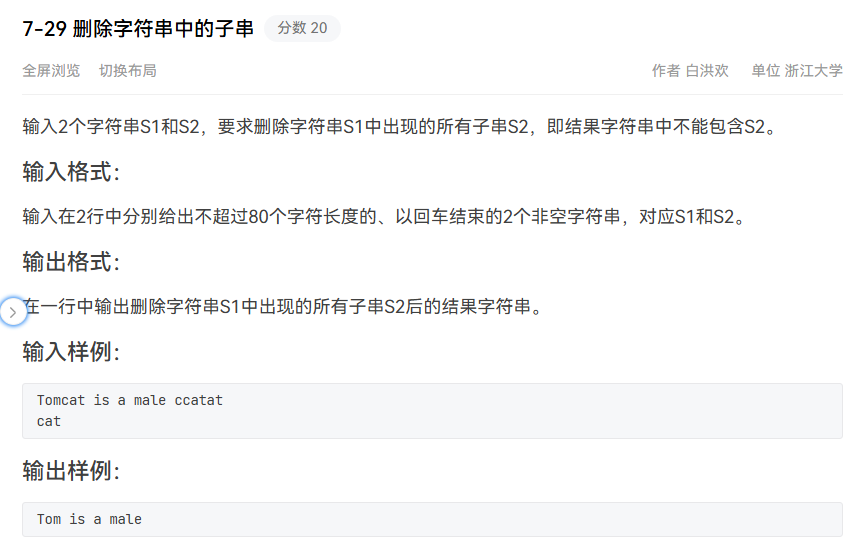 7-29 删除字符串中的子串 分数 20
全屏浏览 切换布局 作者 白洪欢 单位 浙江大学
输入2个字符串S1和S2，要求删除字符串S1中出现的所有子串S2，即结果字符串中不能包含S2。
输入格式：
输入在2行中分别给出不超过80个字符长度的、以回车结束的2个非空字符串，对应S1和S2。
输出格式：
在一行中输出删除字符串S1中出现的所有子串S2后的结果字符串。
输入样例：
Tomcat is a male ccatat
cat
输出样例：
Tom is a male